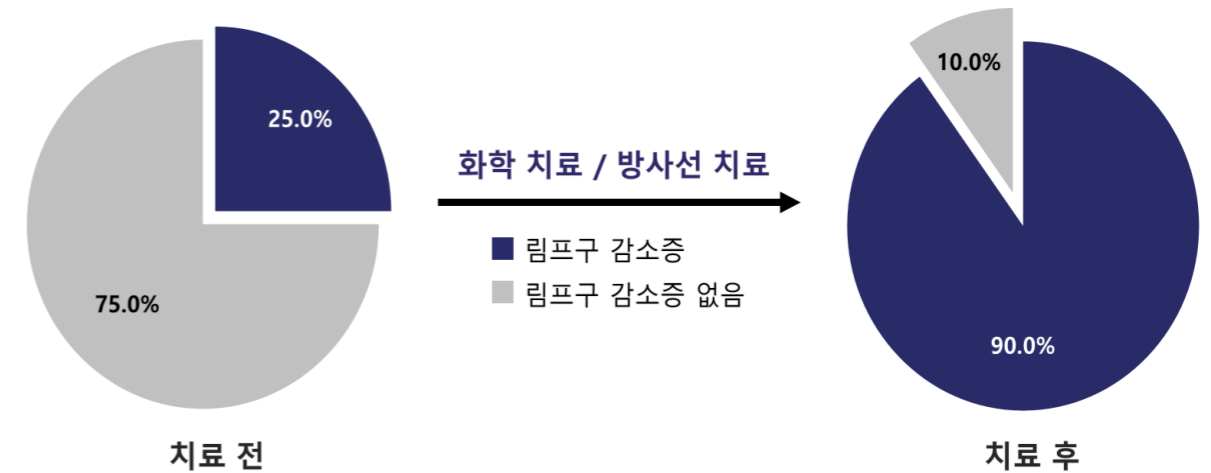 25.0%
75.0%
치료 전
화학 치료 / 방사선 치료
림프구 감소증
림프구 감소증 없음
10.0%
90.0%
치료 후